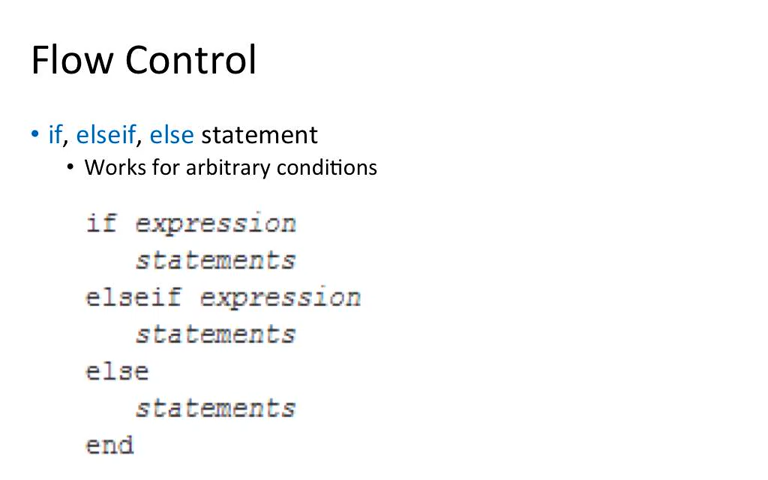 Flow Control
• if, elseif, else statement
• Works for arbitrary conditions
if expression
statements
elseif expression
statements
else
statements
end